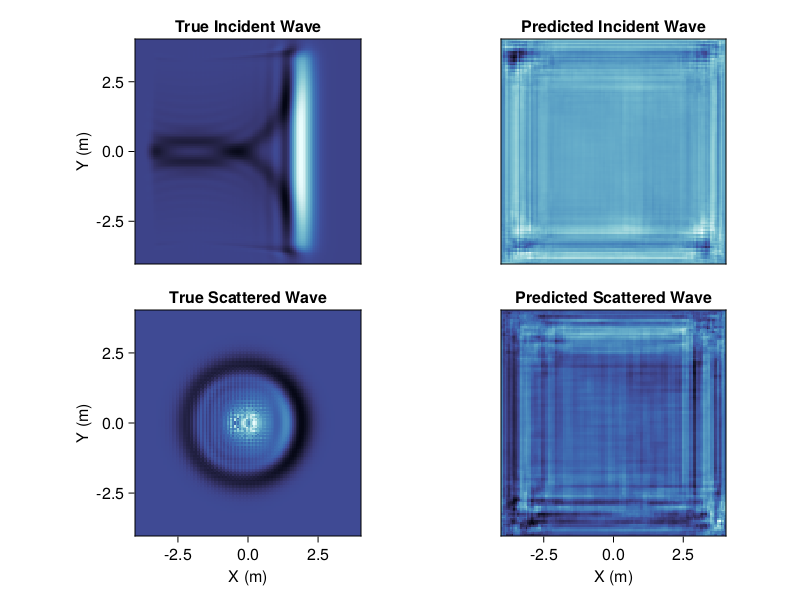 True Incident Wave
Predicted Incident Wave
2.5
0.0
-2.5
Y (m)
True Scattered Wave
Predicted Scattered Wave
2.5
0.0
-2.5
Y (m)
-2.5 0.0 2.5
X (m)
-2.5 0.0 2.5
X (m)